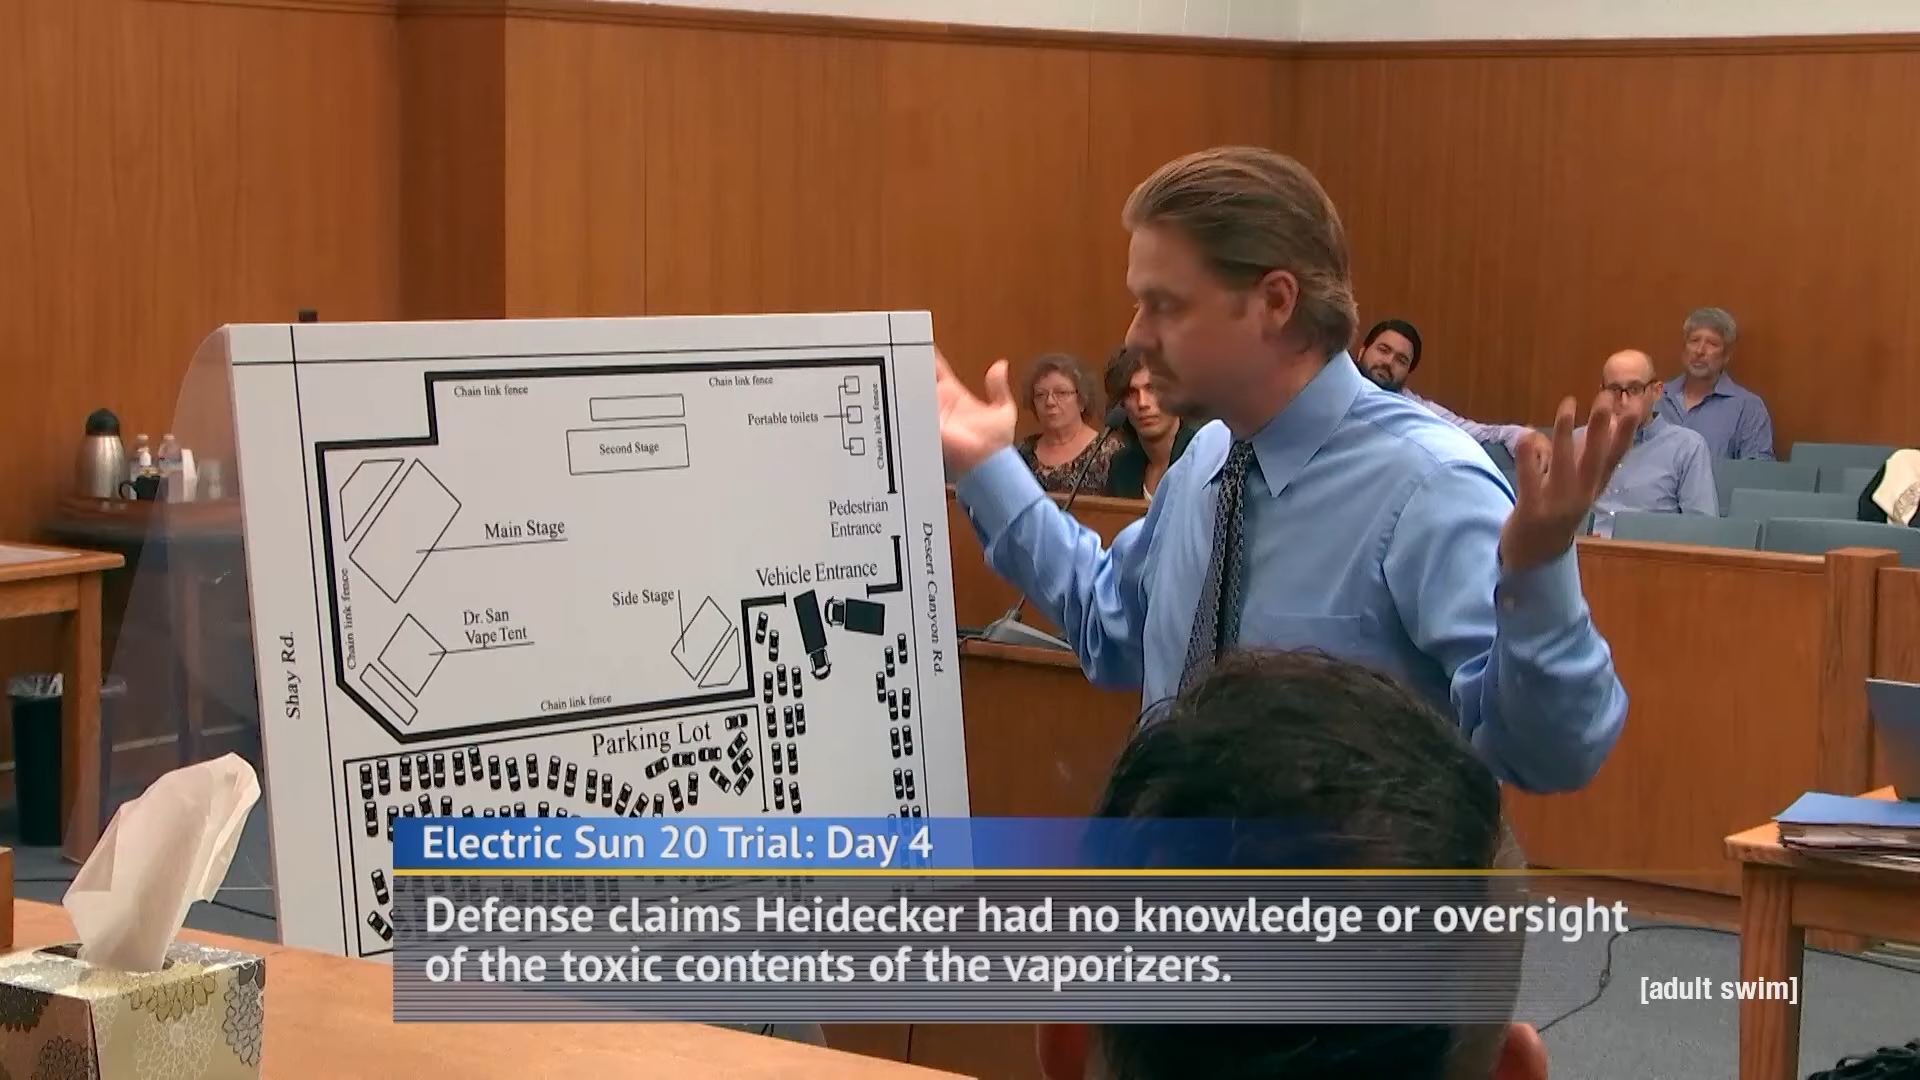 Chain link fence
Chain link fence
Portable toilets
Chain link fence
Second Stage
Main Stage
Pedestrian
Entrance
Vehicle Entrance
Desert Canyon Rd.
Side Stage
Dr. San
Vape Tent
Chain link fence
Shay Rd.
Chain link fence
Parking Lot
Electric Sun 20 Trial: Day 4
Defense claims Heidecker had no knowledge or oversight
of the toxic contents of the vaporizers.
[adult swim]